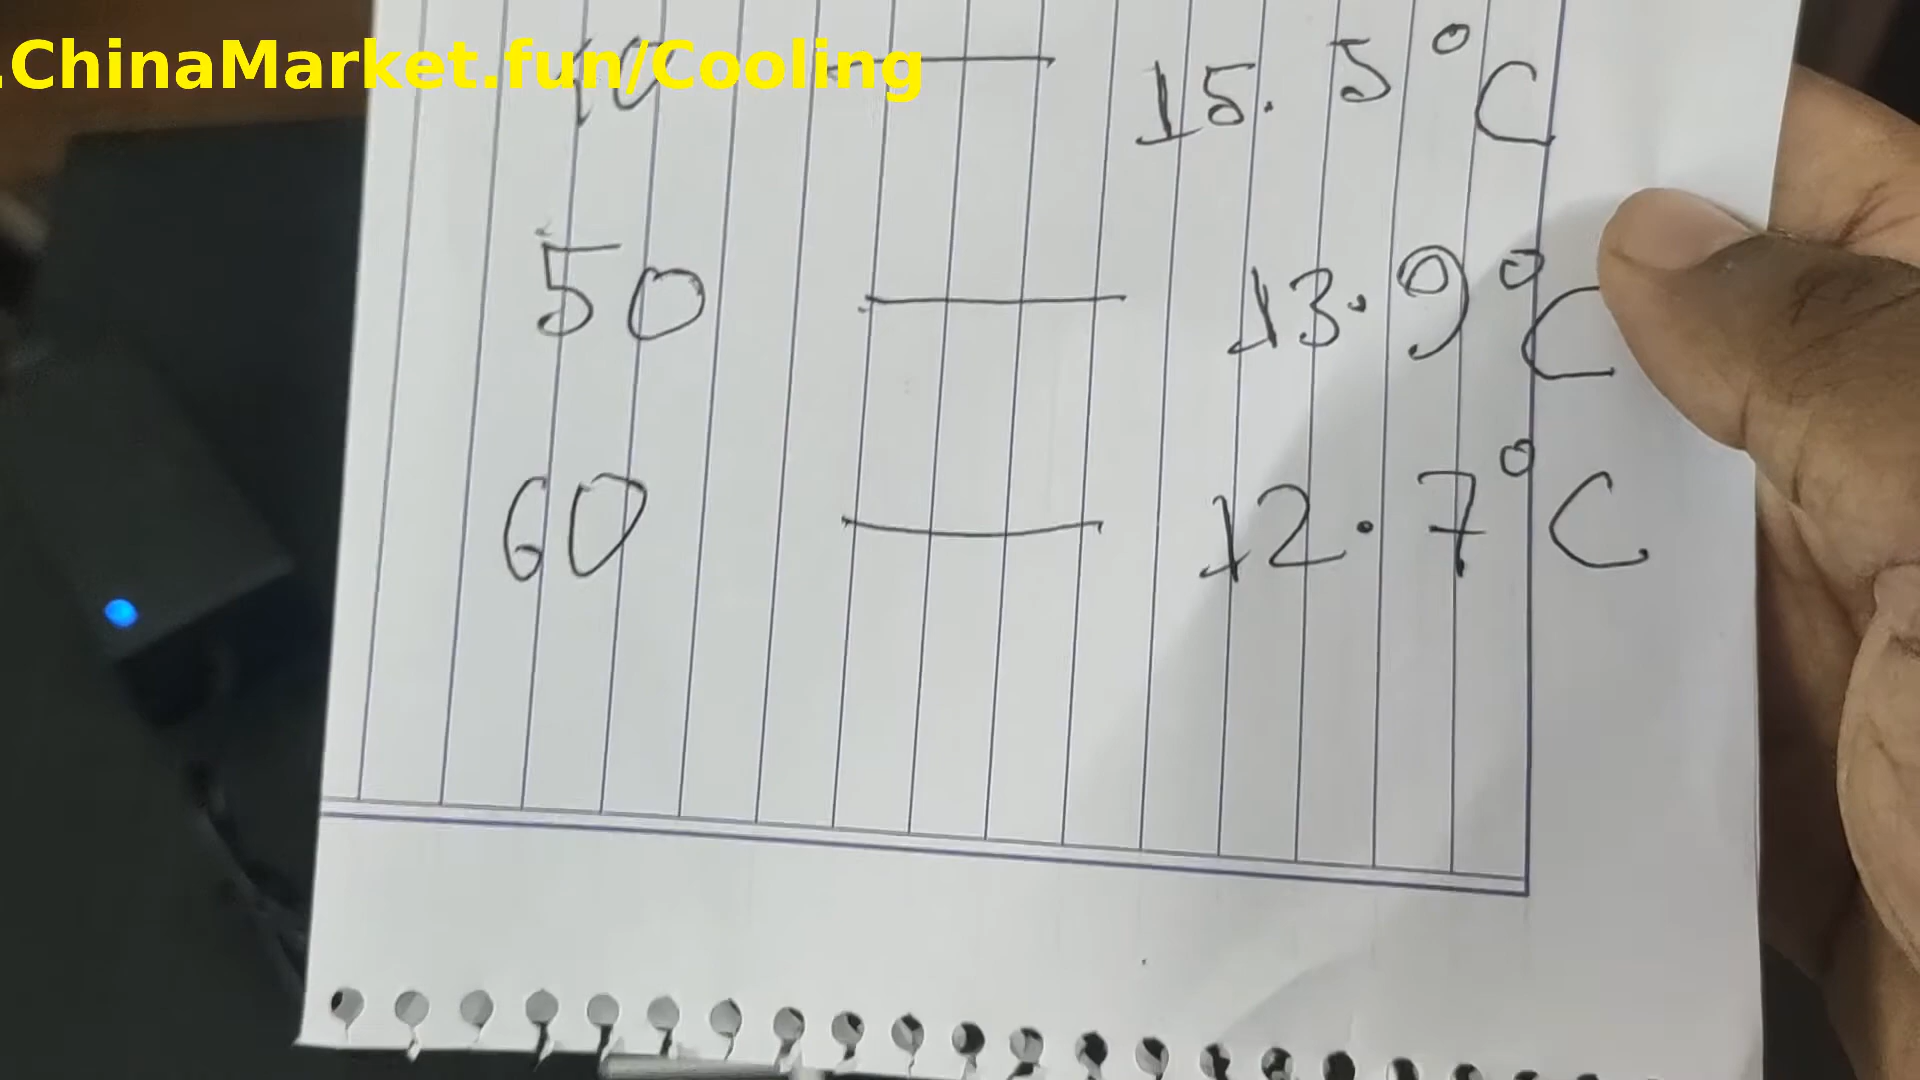 .ChinaMarket.fun/Cooling
— 15.5°C
50 — 13.9°C
60 — 12.7°C